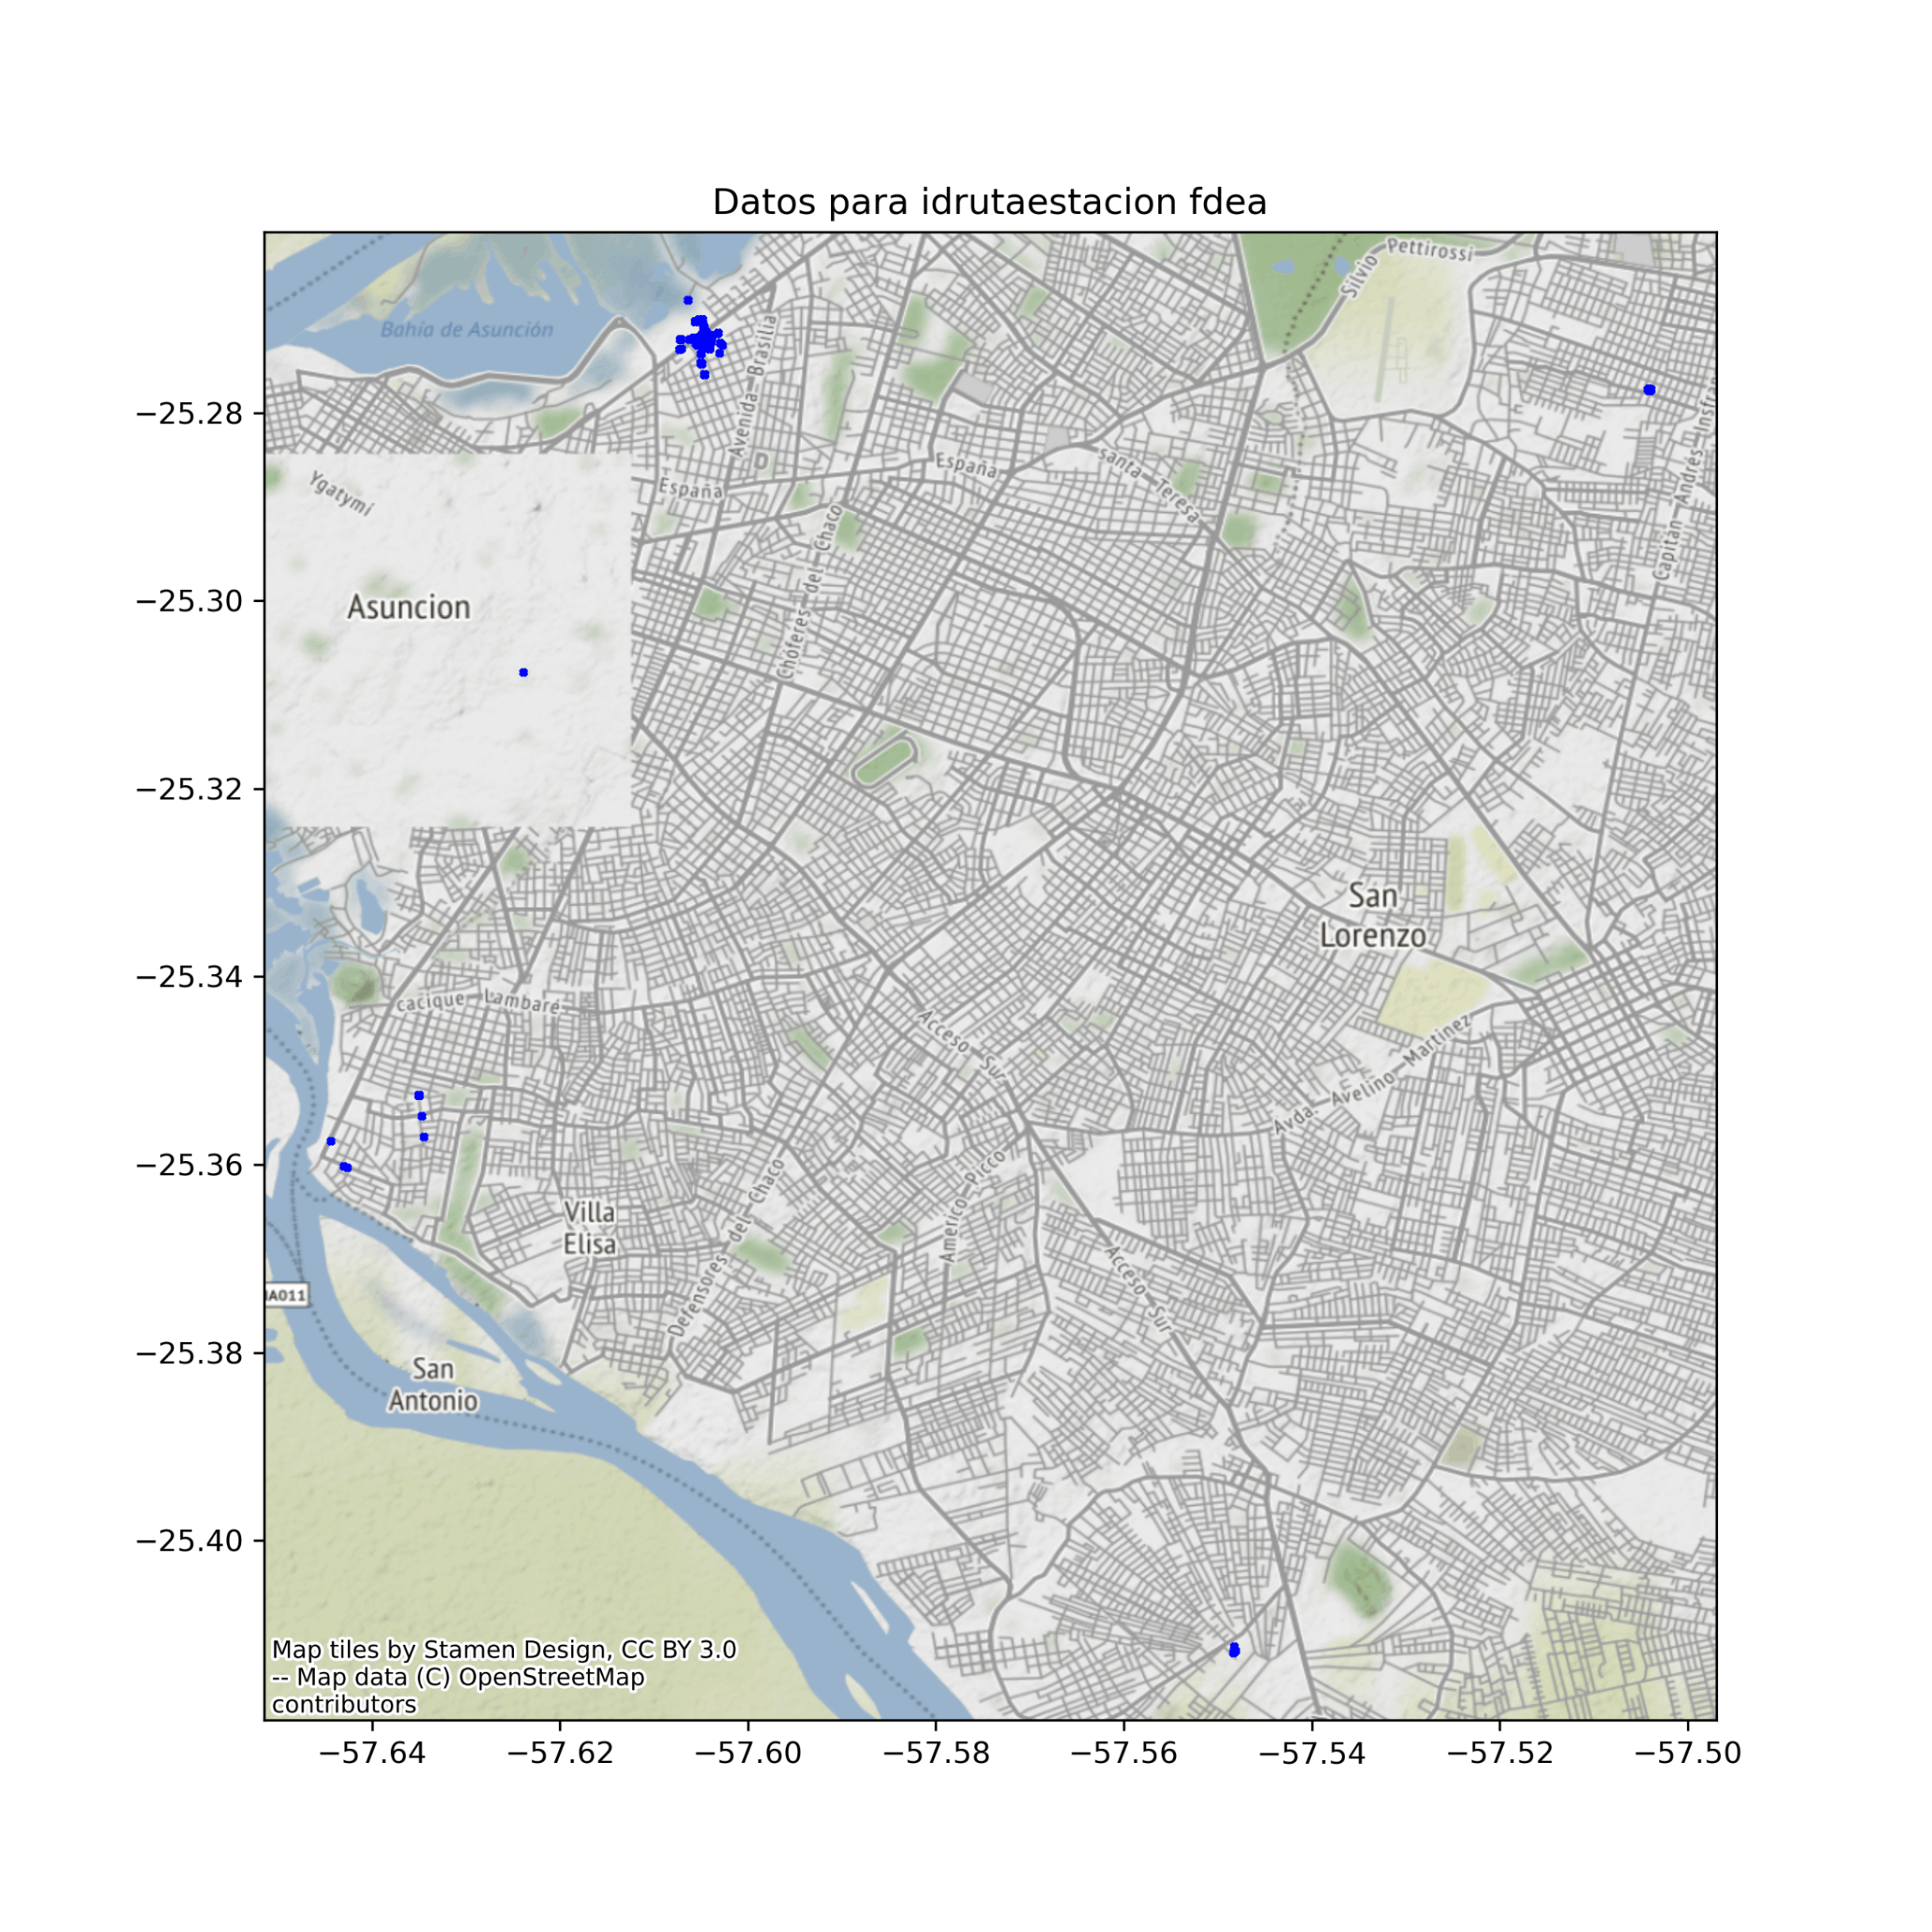 Datos para idrutaestacion fdea
Pettirossi
Silvio
Bahía de Asunción
Avenida Brasilia
−25.28
España
España
santa Teresa
Ygatymi
Choferes del Chaco
−25.30
Asuncion
−25.32
San
Lorenzo
−25.34
cacique Lambaré
Acceso Sur
Avda. Avelino Martinez
−25.36
Villa
Elisa
Americo Picco
Defensores del Chaco
Acceso Sur
IA011
−25.38
San
Antonio
−25.40
Map tiles by Stamen Design, CC BY 3.0
-- Map data (C) OpenStreetMap
contributors
−57.64 −57.62 −57.60 −57.58 −57.56 −57.54 −57.52 −57.50